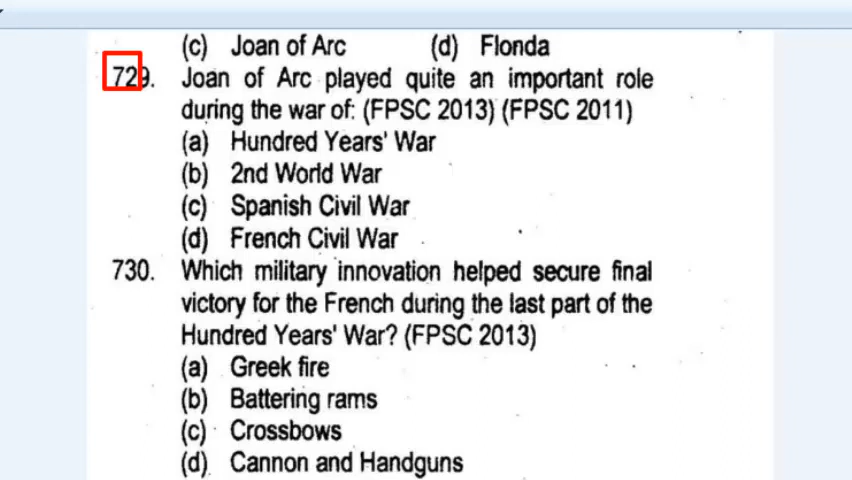 (c) Joan of Arc (d) Flonda
729. Joan of Arc played quite an important role
during the war of: (FPSC 2013) (FPSC 2011)
(a) Hundred Years' War
(b) 2nd World War
(c) Spanish Civil War
(d) French Civil War
730. Which military innovation helped secure final
victory for the French during the last part of the
Hundred Years' War? (FPSC 2013)
(a) Greek fire
(b) Battering rams
(c) Crossbows
(d) Cannon and Handguns